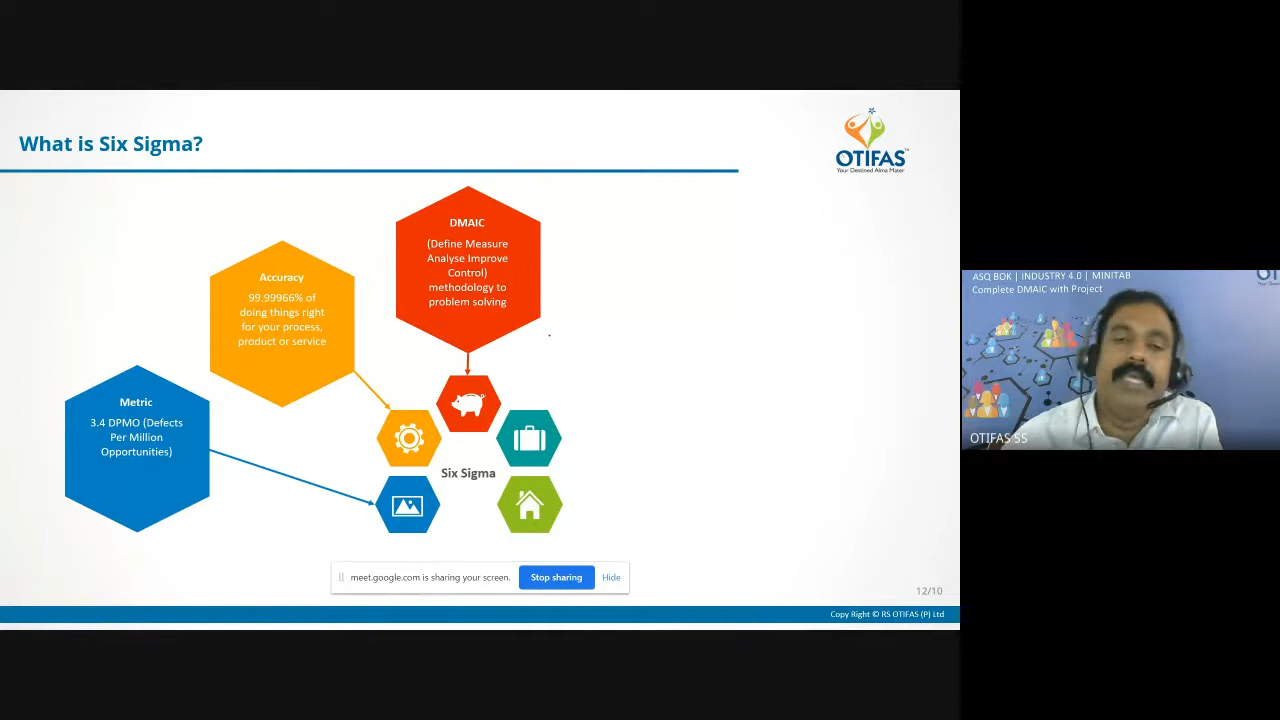 What is Six Sigma?
OTIFAS™
Your Destined Alma Mater
DMAIC
(Define Measure
Analyse Improve
Control)
methodology to
problem solving
Accuracy
99.99966% of
doing things right
for your process,
product or service
Metric
3.4 DPMO (Defects
Per Million
Opportunities)
Six Sigma
meet.google.com is sharing your screen.
Stop sharing
Hide
12/10
Copy Right © RS OTIFAS (P) Ltd
ASQ BOK | INDUSTRY 4.0 | MINITAB
Complete DMAIC with Project
OTIFAS SS